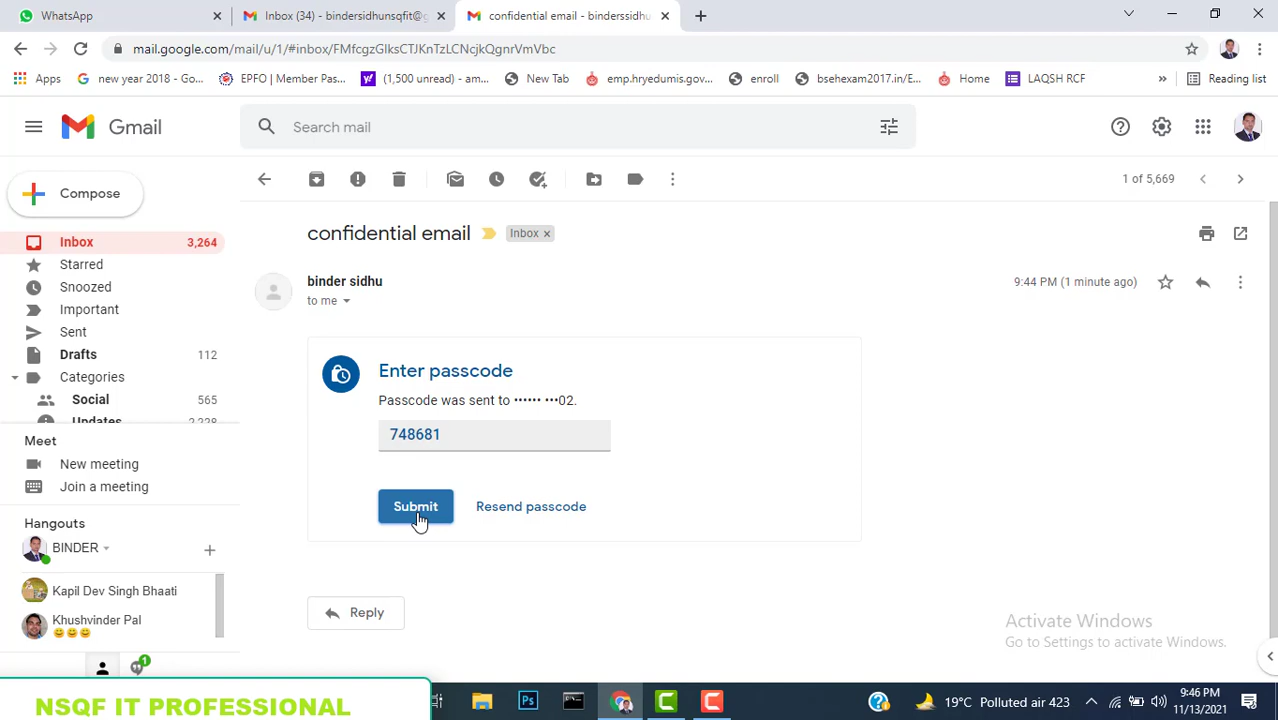 WhatsApp
Inbox (34) - bindersidhunsqfit@g
confidential email - binderssidhu
mail.google.com/mail/u/1/#inbox/FMfcgzGlksCTJKnTzLCNcjkQgnrVmVbc
Apps
new year 2018 - Go...
EPFO | Member Pas...
(1,500 unread) - am...
New Tab
emp.hryedumis.gov...
enroll
bsehexam2017.in/E...
Home
LAQSH RCF
»
Reading list
Gmail
Search mail
Compose
1 of 5,669
Inbox 3,264
Starred
Snoozed
Important
Sent
Drafts 112
Categories
Social 565
Updates 2,228
Meet
New meeting
Join a meeting
Hangouts
BINDER
Kapil Dev Singh Bhaati
Khushvinder Pal
1
confidential email
Inbox ×
binder sidhu
to me
9:44 PM (1 minute ago)
Enter passcode
Passcode was sent to •••••• •••02.
748681
Submit
Resend passcode
Reply
Activate Windows
Go to Settings to activate Windows.
NSQF IT PROFESSIONAL
Ps
19°C Polluted air 423
9:46 PM
11/13/2021